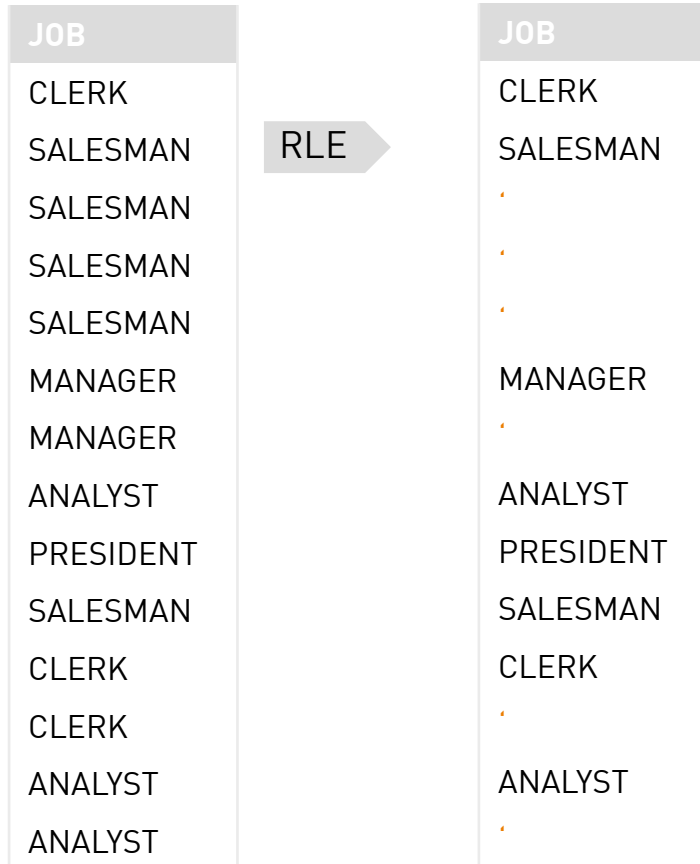 JOB
CLERK
SALESMAN
SALESMAN
SALESMAN
SALESMAN
MANAGER
MANAGER
ANALYST
PRESIDENT
SALESMAN
CLERK
CLERK
ANALYST
ANALYST
RLE
JOB
CLERK
SALESMAN
‘
‘
‘
MANAGER
‘
ANALYST
PRESIDENT
SALESMAN
CLERK
‘
ANALYST
‘